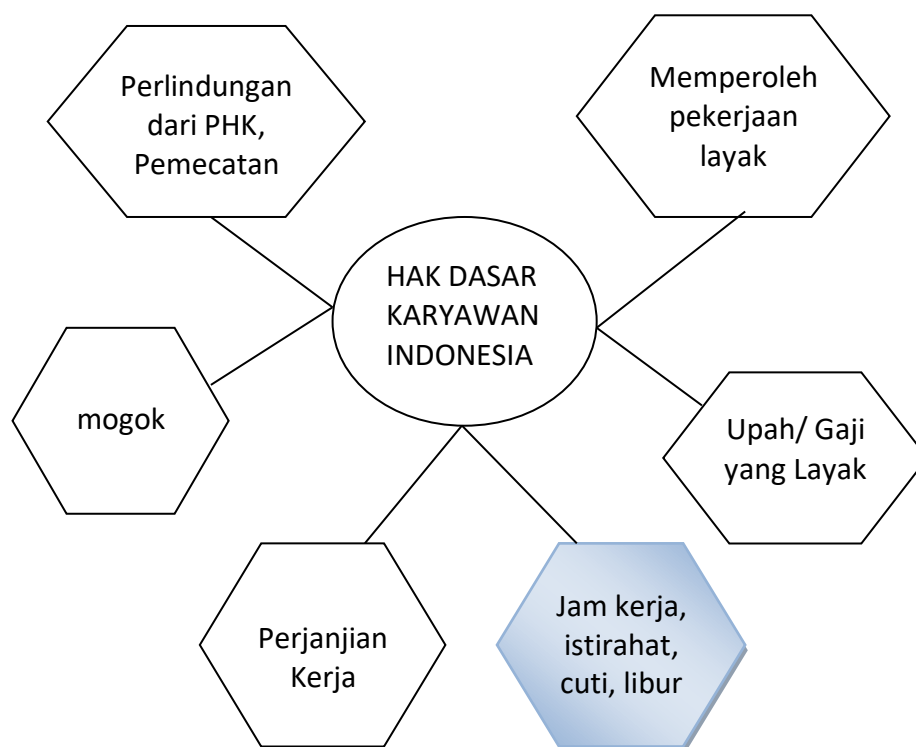 Perlindungan
dari PHK,
Pemecatan
Memperoleh
pekerjaan
layak
HAK DASAR
KARYAWAN
INDONESIA
mogok
Upah/ Gaji
yang Layak
Perjanjian
Kerja
Jam kerja,
istirahat,
cuti, libur